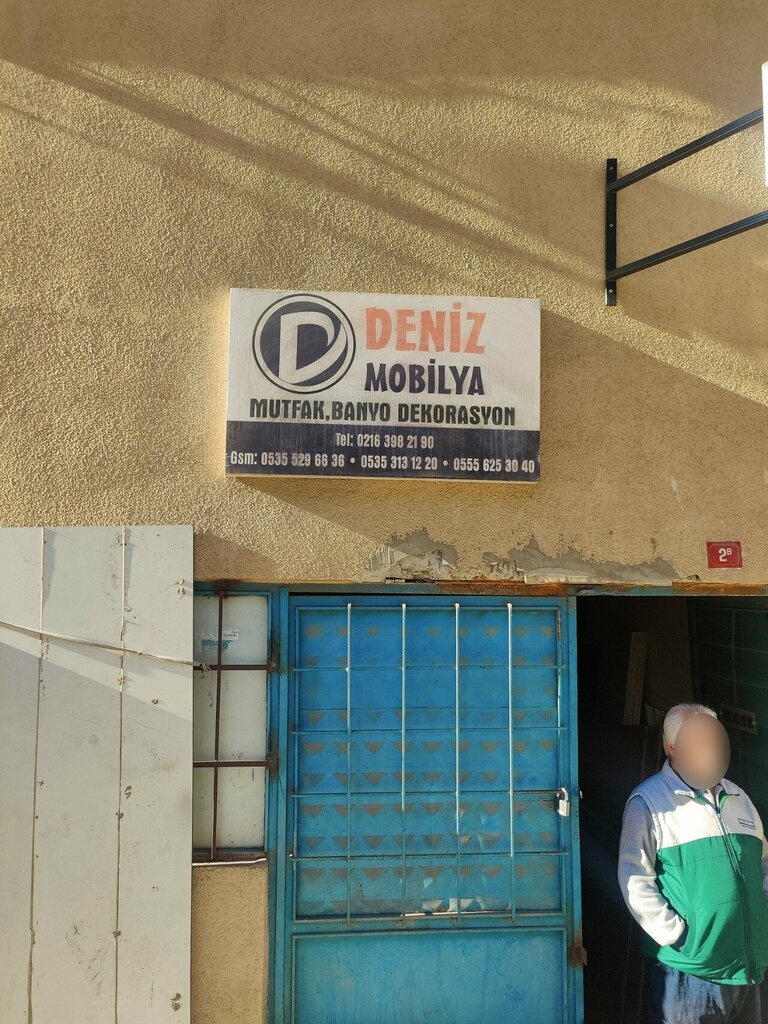 D DENİZ
MOBİLYA
MUTFAK,BANYO DEKORASYON
Tel: 0216 398 21 90
Gsm: 0535 529 66 36 • 0535 313 12 20 • 0555 625 30 40
2B